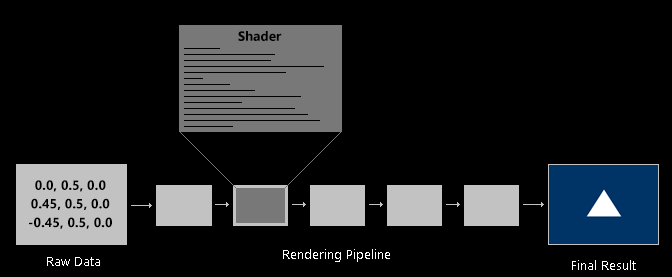 Shader
0.0, 0.5, 0.0
0.45, 0.5, 0.0
-0.45, 0.5, 0.0
Raw Data
Rendering Pipeline
Final Result